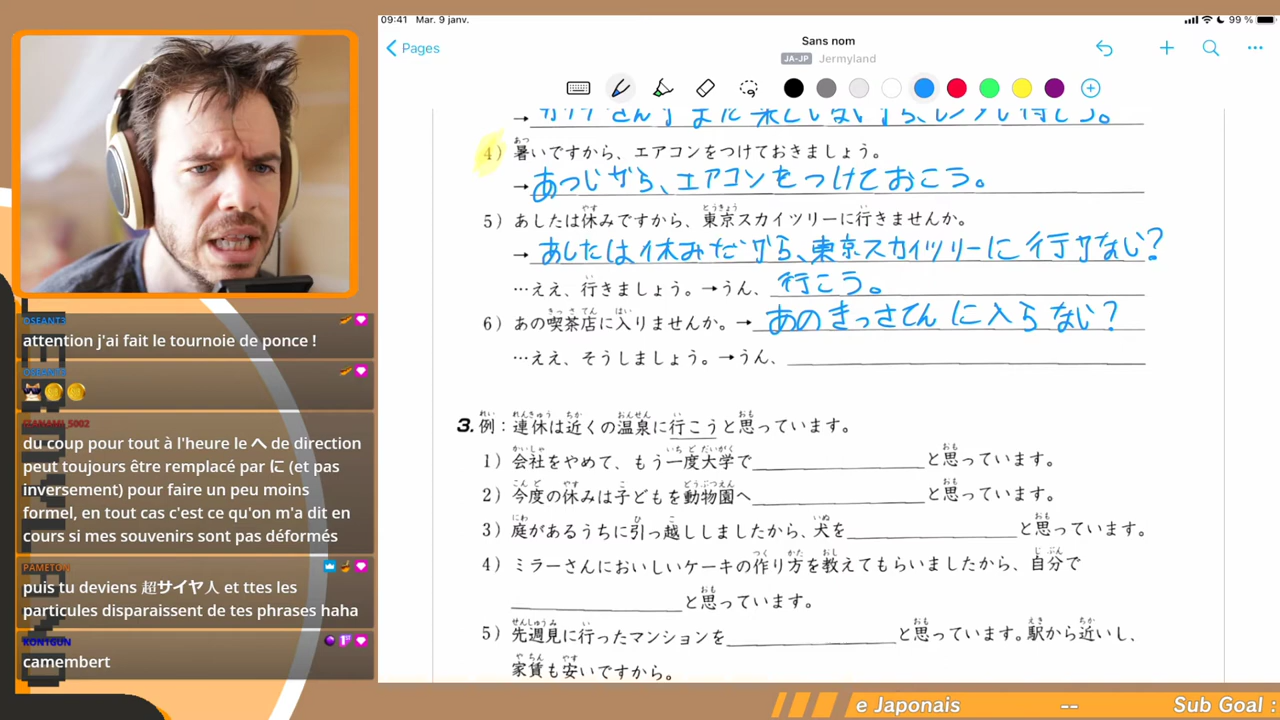 09:41 Mar. 9 janv.
99 %
Pages
Sans nom
JA-JP Jermyland
4) 暑いですから、エアコンをつけておきましょう。
→ あついから、エアコンをつけておこう。
5) あしたは休みですから、東京スカイツリーに行きませんか。
→ あしたは休みだから、東京スカイツリーに行かない?
…ええ、行きましょう。→うん、行こう。
6) あの喫茶店に入りませんか。→ あのきっさてんに入らない?
…ええ、そうしましょう。→うん、
3. 例:連休は近くの温泉に行こうと思っています。
1) 会社をやめて、もう一度大学で と思っています。
2) 今度の休みは子どもを動物園へ と思っています。
3) 庭があるうちに引っ越ししましたから、犬を と思っています。
4) ミラーさんにおいしいケーキの作り方を教えてもらいましたから、自分で
と思っています。
5) 先週見に行ったマンションを と思っています。駅から近いし、
家賃も安いですから。
OSEANT3
attention j'ai fait le tournoie de ponce !
OSEANT3
ITAHAMI_5002
du coup pour tout à l'heure le へ de direction
peut toujours être remplacé par に (et pas
inversement) pour faire un peu moins
formel, en tout cas c'est ce qu'on m'a dit en
cours si mes souvenirs sont pas déformés
PAMETON
puis tu deviens 超サイヤ人 et ttes les
particules disparaissent de tes phrases haha
KON1GUN
camembert
e Japonais -- Sub Goal :